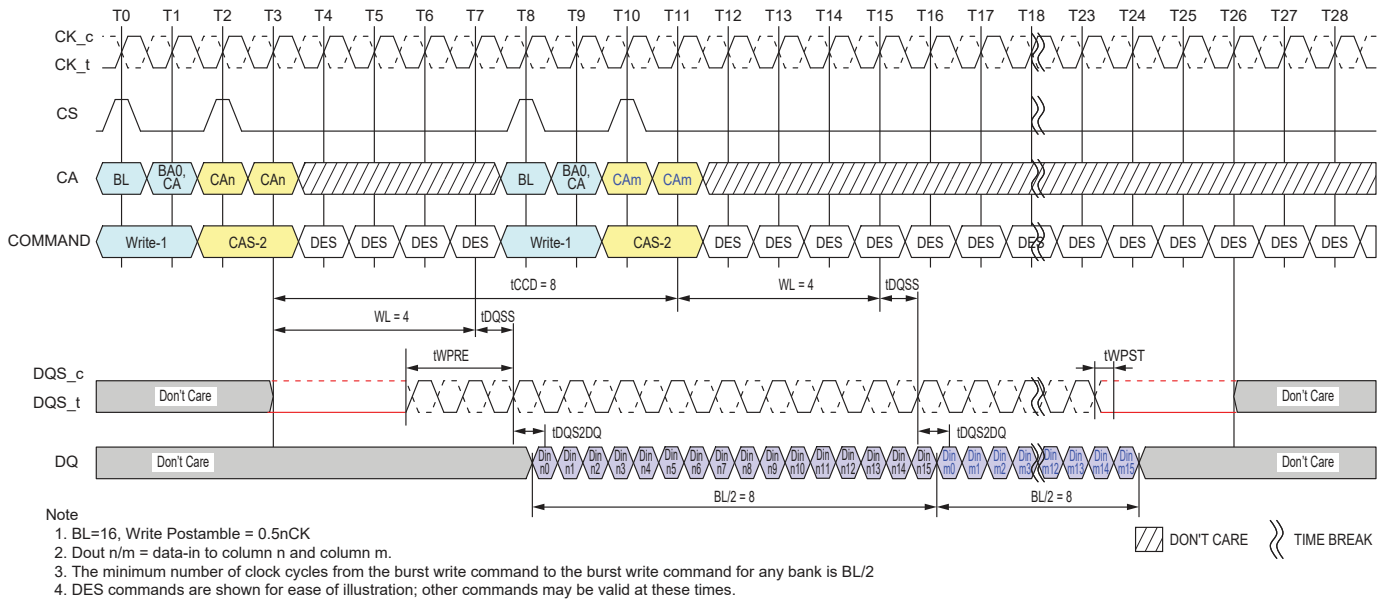 T0 T1 T2 T3 T4 T5 T6 T7 T8 T9 T10 T11 T12 T13 T14 T15 T16 T17 T18 T23 T24 T25 T26 T27 T28
CK_c
CK_t
CS
CA BL BA0, CA CAn CAn BL BA0, CA CAm CAm
COMMAND Write-1 CAS-2 DES DES DES DES Write-1 CAS-2 DES DES DES DES DES DES DES DES DES DES DES DES DES
tCCD = 8 WL = 4 tDQSS
WL = 4 tDQSS
tWPRE tWPST
DQS_c
DQS_t Don't Care Don't Care
tDQS2DQ tDQS2DQ
DQ Don't Care Din n0 Din n1 Din n2 Din n3 Din n4 Din n5 Din n6 Din n7 Din n8 Din n9 Din n10 Din n11 Din n12 Din n13 Din n14 Din n15 Din m0 Din m1 Din m2 Din m3 Din m12 Din m13 Din m14 Din m15 Don't Care
BL/2 = 8 BL/2 = 8
Note
1. BL=16, Write Postamble = 0.5nCK
2. Dout n/m = data-in to column n and column m.
3. The minimum number of clock cycles from the burst write command to the burst write command for any bank is BL/2
4. DES commands are shown for ease of illustration; other commands may be valid at these times.
DON'T CARE TIME BREAK